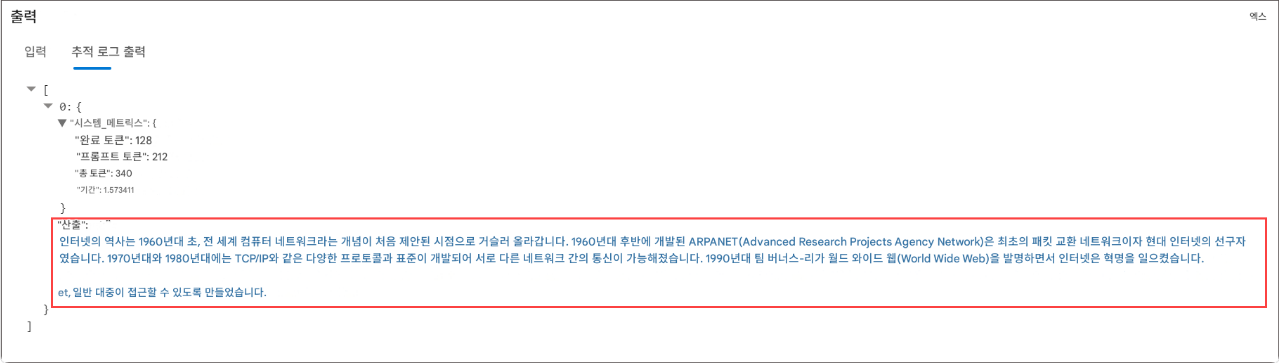 출력
엑스
입력 추적 로그 출력
[
0: {
"시스템_메트릭스": {
"완료 토큰": 128
"프롬프트 토큰": 212
"총 토큰": 340
"기간": 1.573411
}
"산출": "
인터넷의 역사는 1960년대 초, 전 세계 컴퓨터 네트워크라는 개념이 처음 제안된 시점으로 거슬러 올라갑니다. 1960년대 후반에 개발된 ARPANET(Advanced Research Projects Agency Network)은 최초의 패킷 교환 네트워크이자 현대 인터넷의 선구자
였습니다. 1970년대와 1980년대에는 TCP/IP와 같은 다양한 프로토콜과 표준이 개발되어 서로 다른 네트워크 간의 통신이 가능해졌습니다. 1990년대 팀 버너스-리가 월드 와이드 웹(World Wide Web)을 발명하면서 인터넷은 혁명을 일으켰습니다.
et, 일반 대중이 접근할 수 있도록 만들었습니다.
}
]